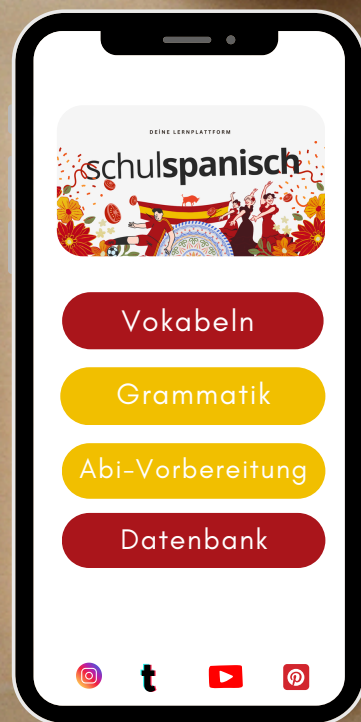 DEINE LERNPLATTFORM
schulspanisch
Vokabeln
Grammatik
Abi-Vorbereitung
Datenbank
t